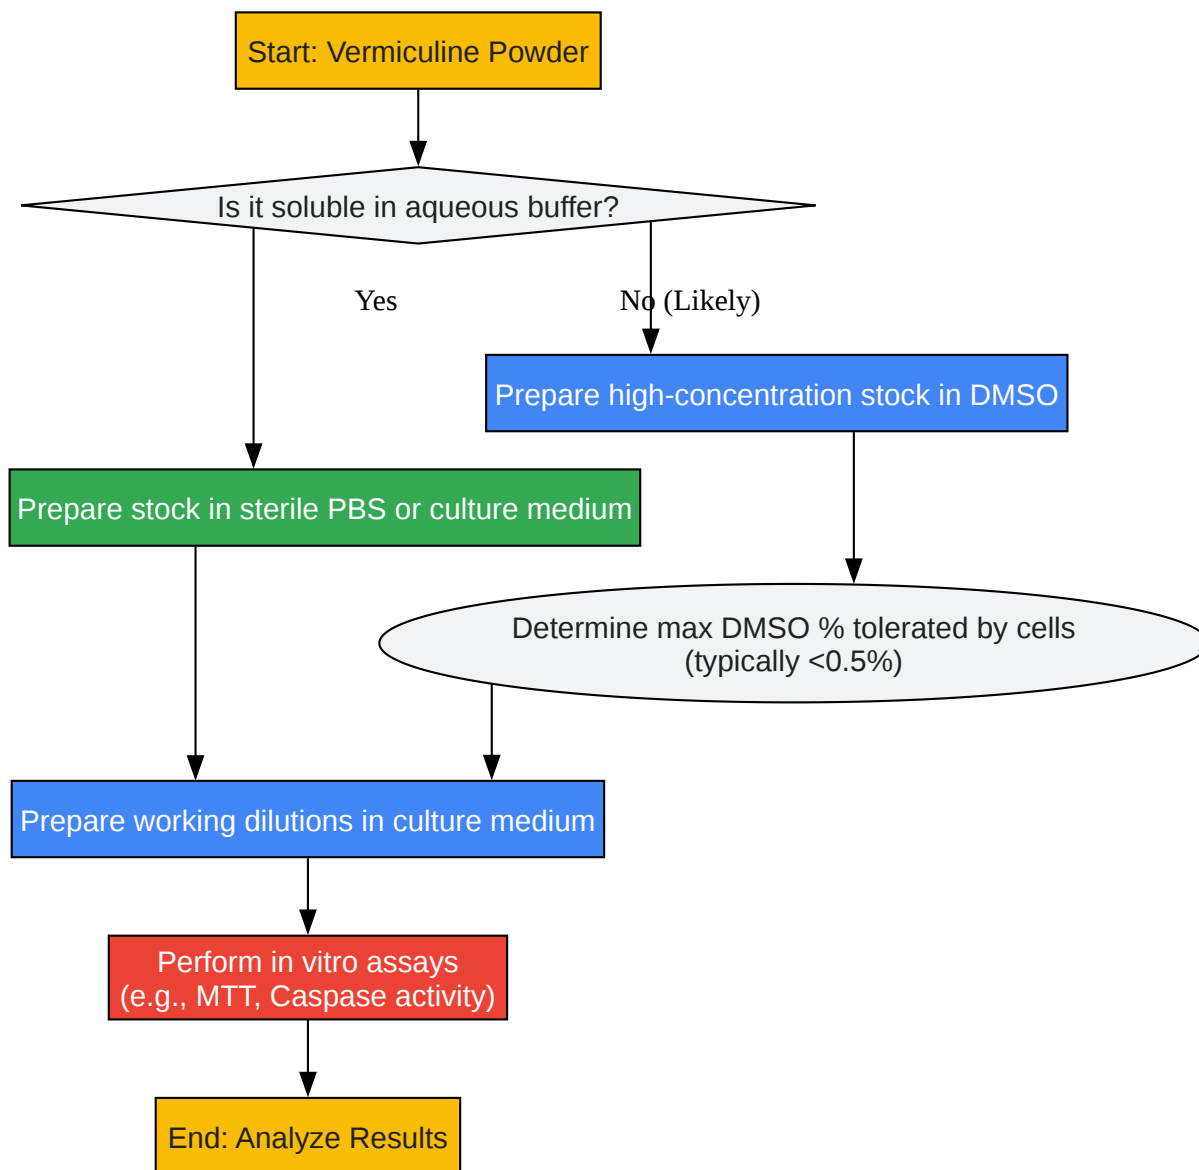 Start: Vermiculine Powder
Is it soluble in aqueous buffer?
Yes
No (Likely)
Prepare high-concentration stock in DMSO
Prepare stock in sterile PBS or culture medium
Determine max DMSO % tolerated by cells
(typically <0.5%)
Prepare working dilutions in culture medium
Perform in vitro assays
(e.g., MTT, Caspase activity)
End: Analyze Results